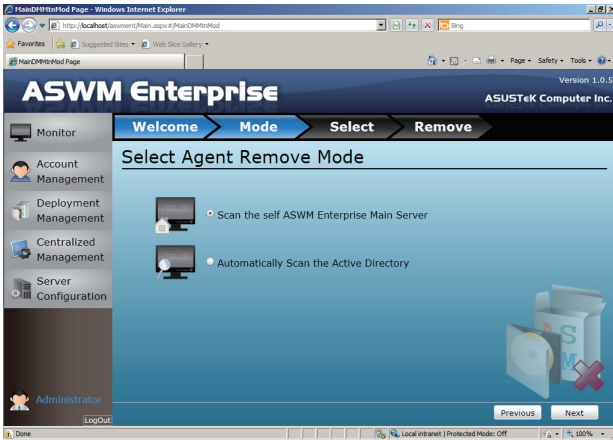 MainDMMtnMod Page - Windows Internet Explorer
http://localhost/aswment/Main.aspx#/MainDMMtnMod
Bing
Favorites Suggested Sites Web Slice Gallery
MainDMMtnMod Page
Page Safety Tools
ASWM Enterprise
Version 1.0.5
ASUSTeK Computer Inc.
Monitor
Account
Management
Deployment
Management
Centralized
Management
Server
Configuration
Administrator
LogOut
Welcome Mode Select Remove
Select Agent Remove Mode
Scan the self ASWM Enterprise Main Server
Automatically Scan the Active Directory
Previous Next
Done
Local intranet | Protected Mode: Off
100%